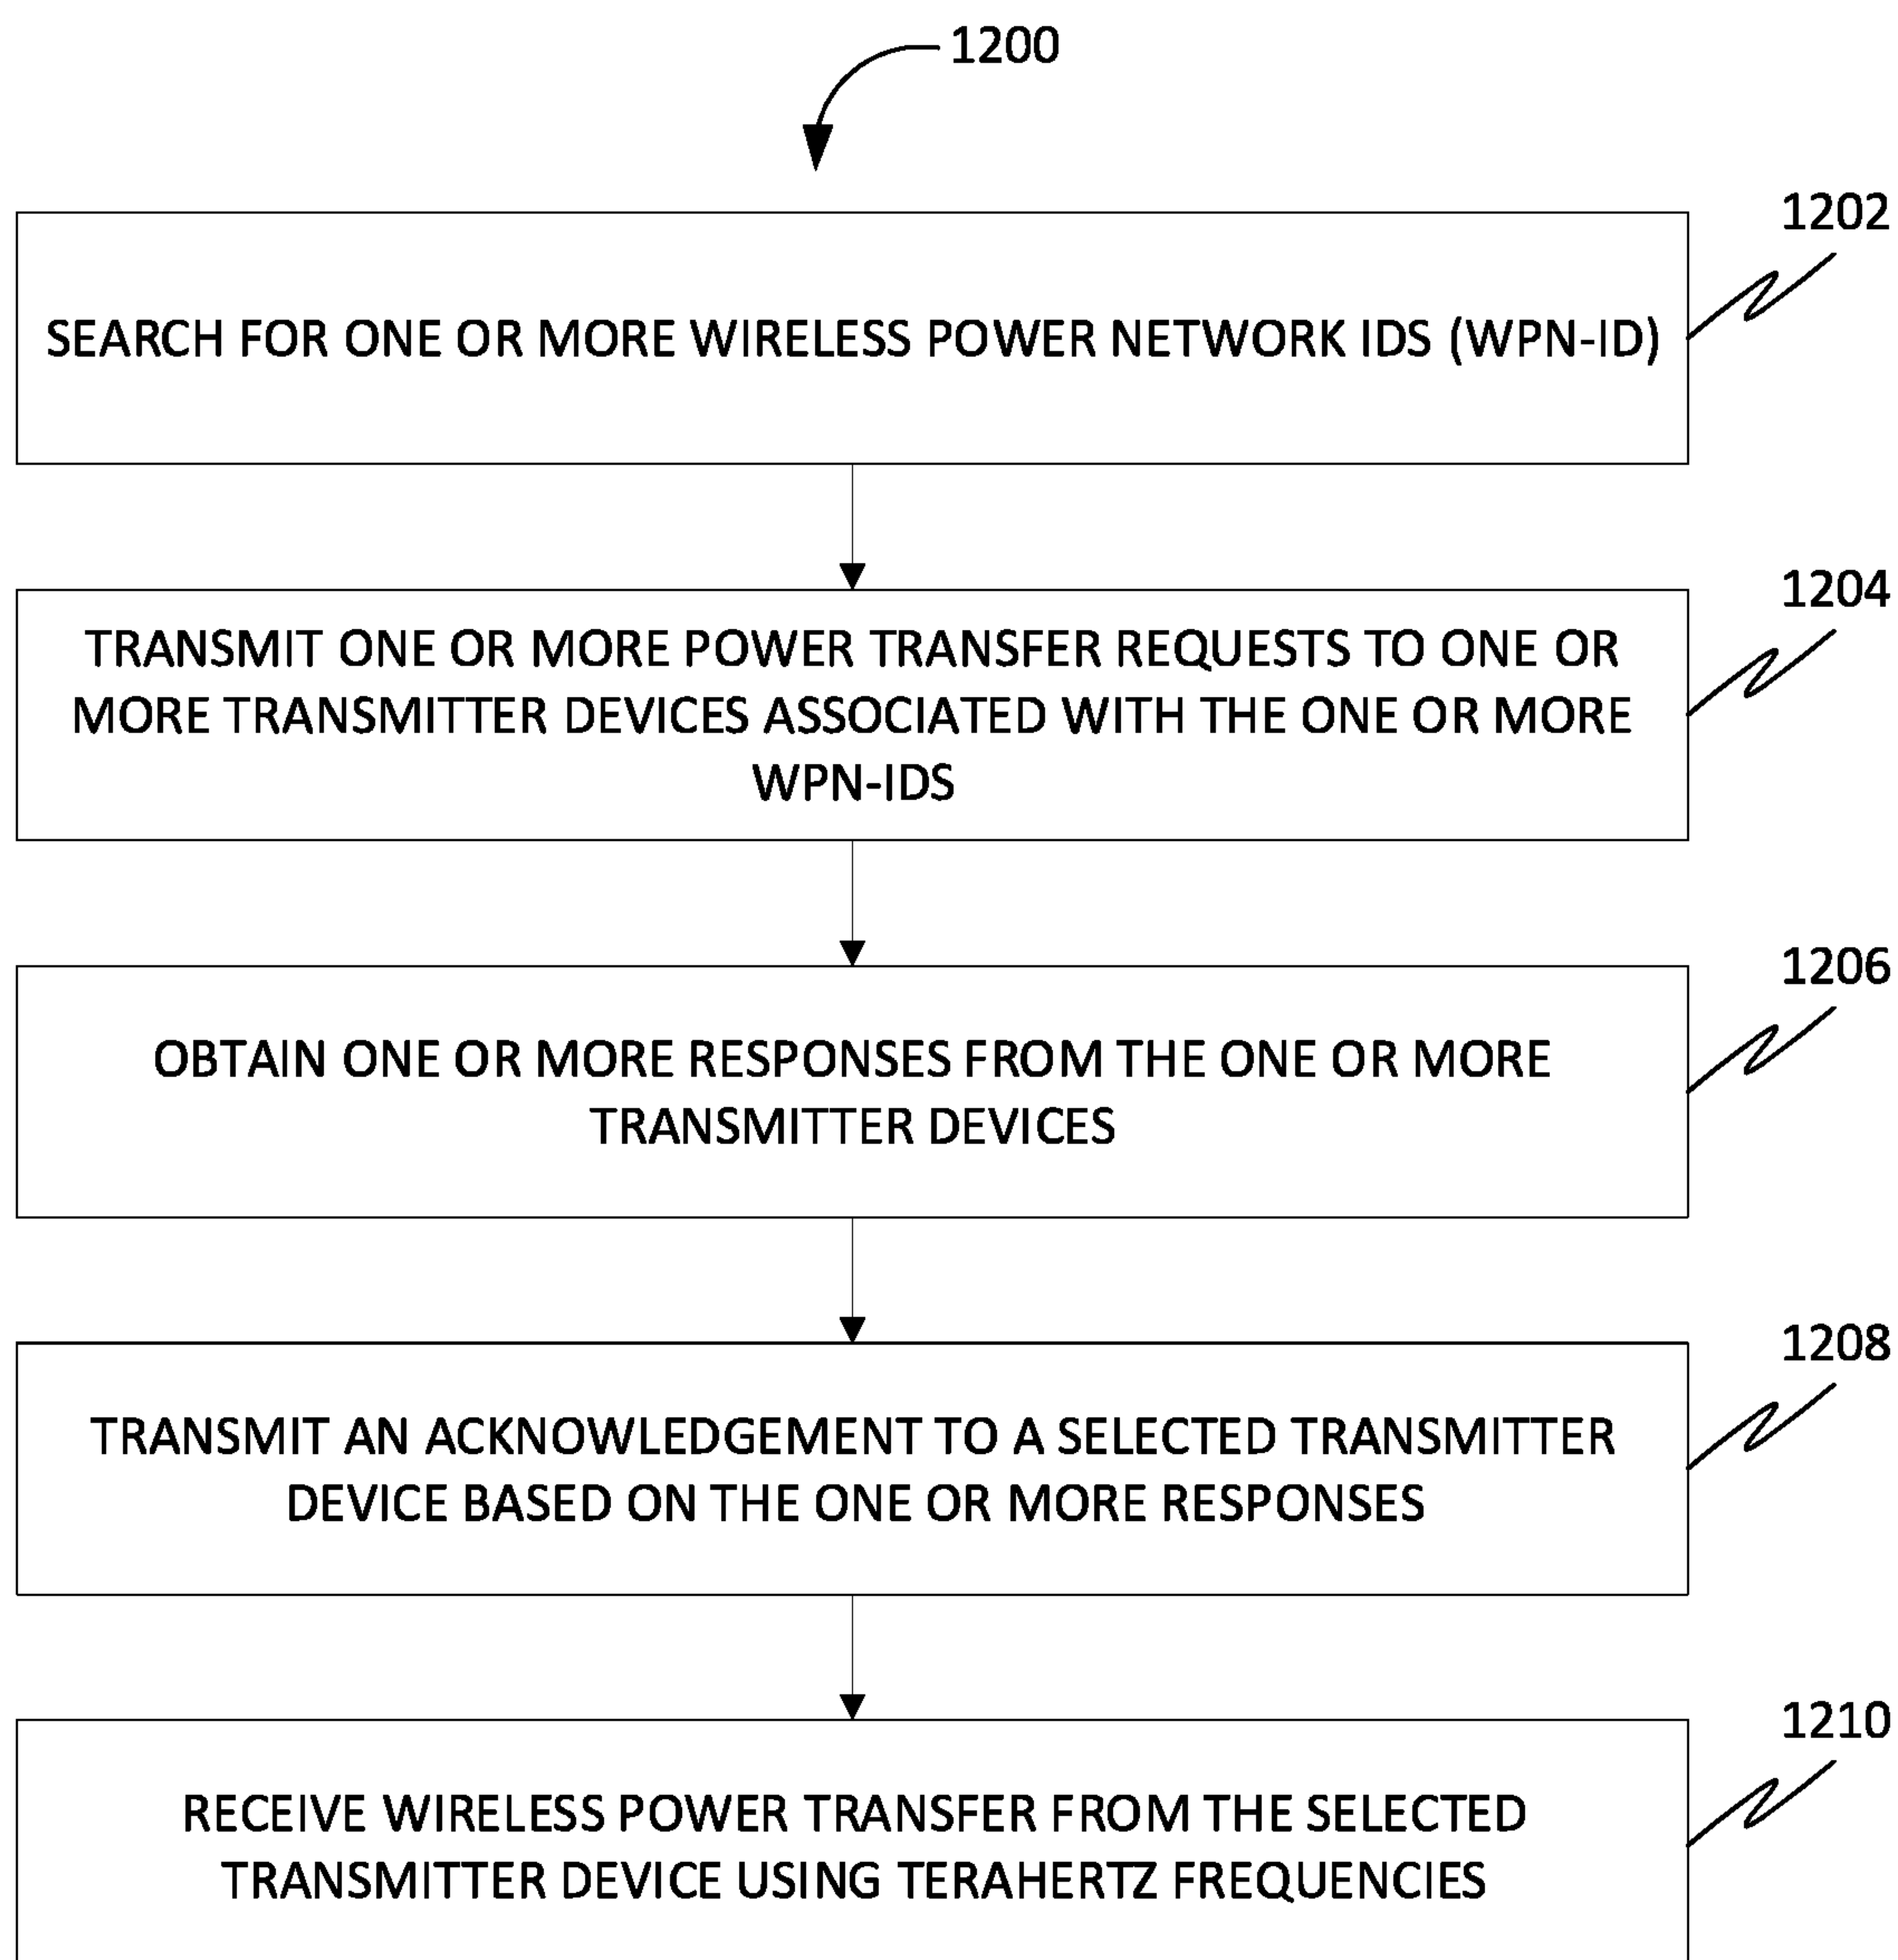 1200
1202
SEARCH FOR ONE OR MORE WIRELESS POWER NETWORK IDS (WPN-ID)
1204
TRANSMIT ONE OR MORE POWER TRANSFER REQUESTS TO ONE OR
MORE TRANSMITTER DEVICES ASSOCIATED WITH THE ONE OR MORE
WPN-IDS
1206
OBTAIN ONE OR MORE RESPONSES FROM THE ONE OR MORE
TRANSMITTER DEVICES
1208
TRANSMIT AN ACKNOWLEDGEMENT TO A SELECTED TRANSMITTER
DEVICE BASED ON THE ONE OR MORE RESPONSES
1210
RECEIVE WIRELESS POWER TRANSFER FROM THE SELECTED
TRANSMITTER DEVICE USING TERAHERTZ FREQUENCIES